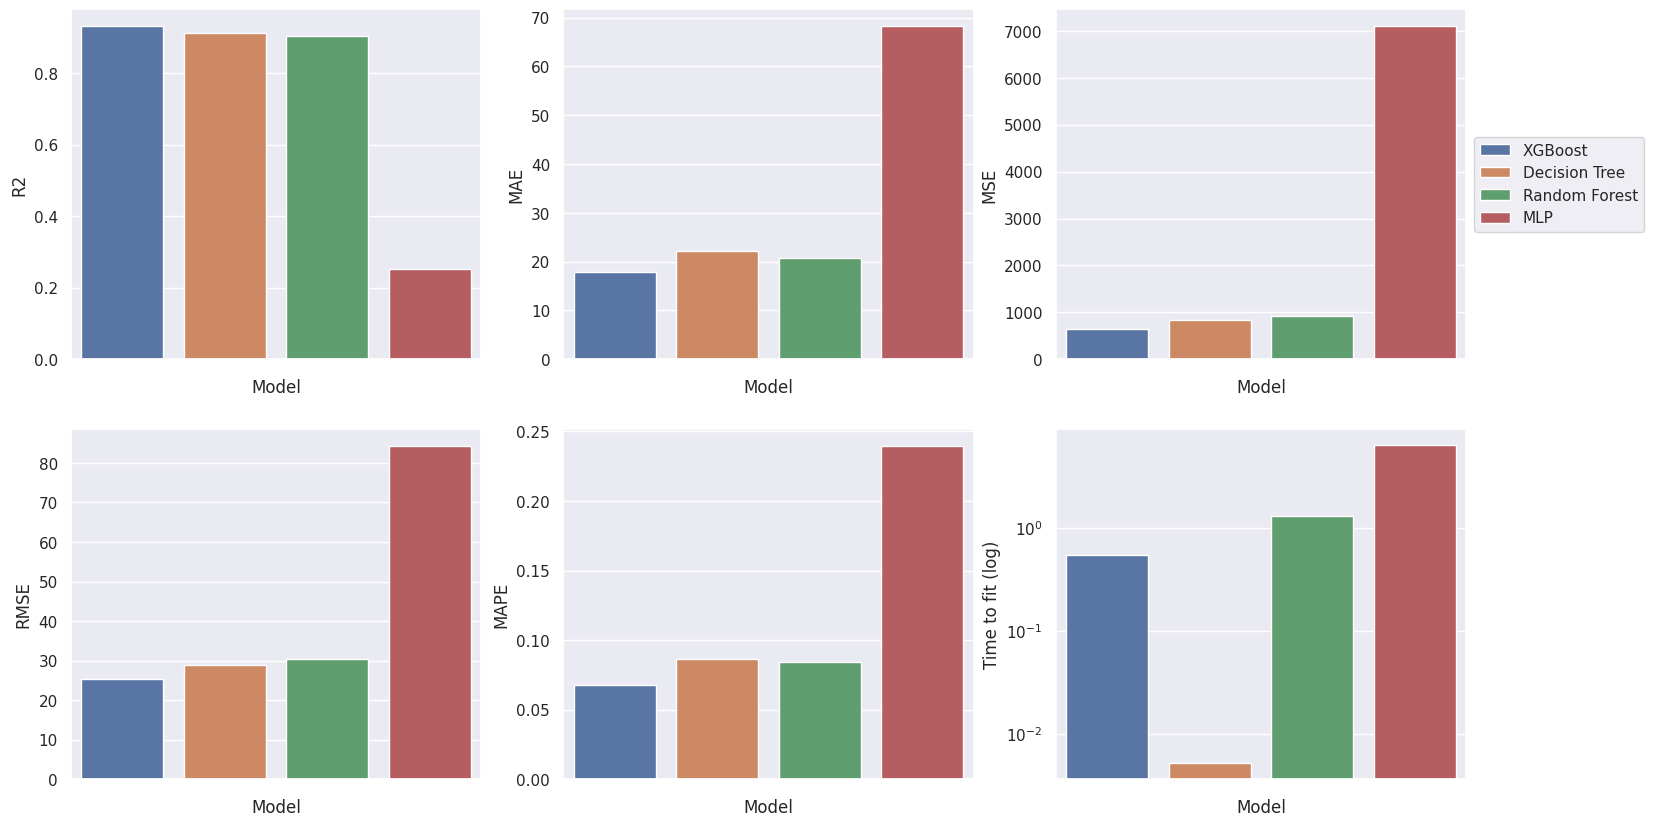 R2
0.8
0.6
0.4
0.2
0.0
Model
MAE
70
60
50
40
30
20
10
0
Model
MSE
7000
6000
5000
4000
3000
2000
1000
0
Model
XGBoost
Decision Tree
Random Forest
MLP
RMSE
80
70
60
50
40
30
20
10
0
Model
MAPE
0.25
0.20
0.15
0.10
0.05
0.00
Model
Time to fit (log)
10⁰
10⁻¹
10⁻²
Model